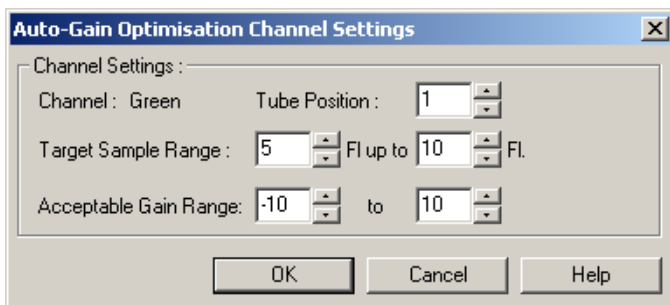 Auto-Gain Optimisation Channel Settings
Channel Settings :
Channel : Green Tube Position : 1
Target Sample Range : 5 Fl up to 10 Fl.
Acceptable Gain Range: -10 to 10
OK Cancel Help